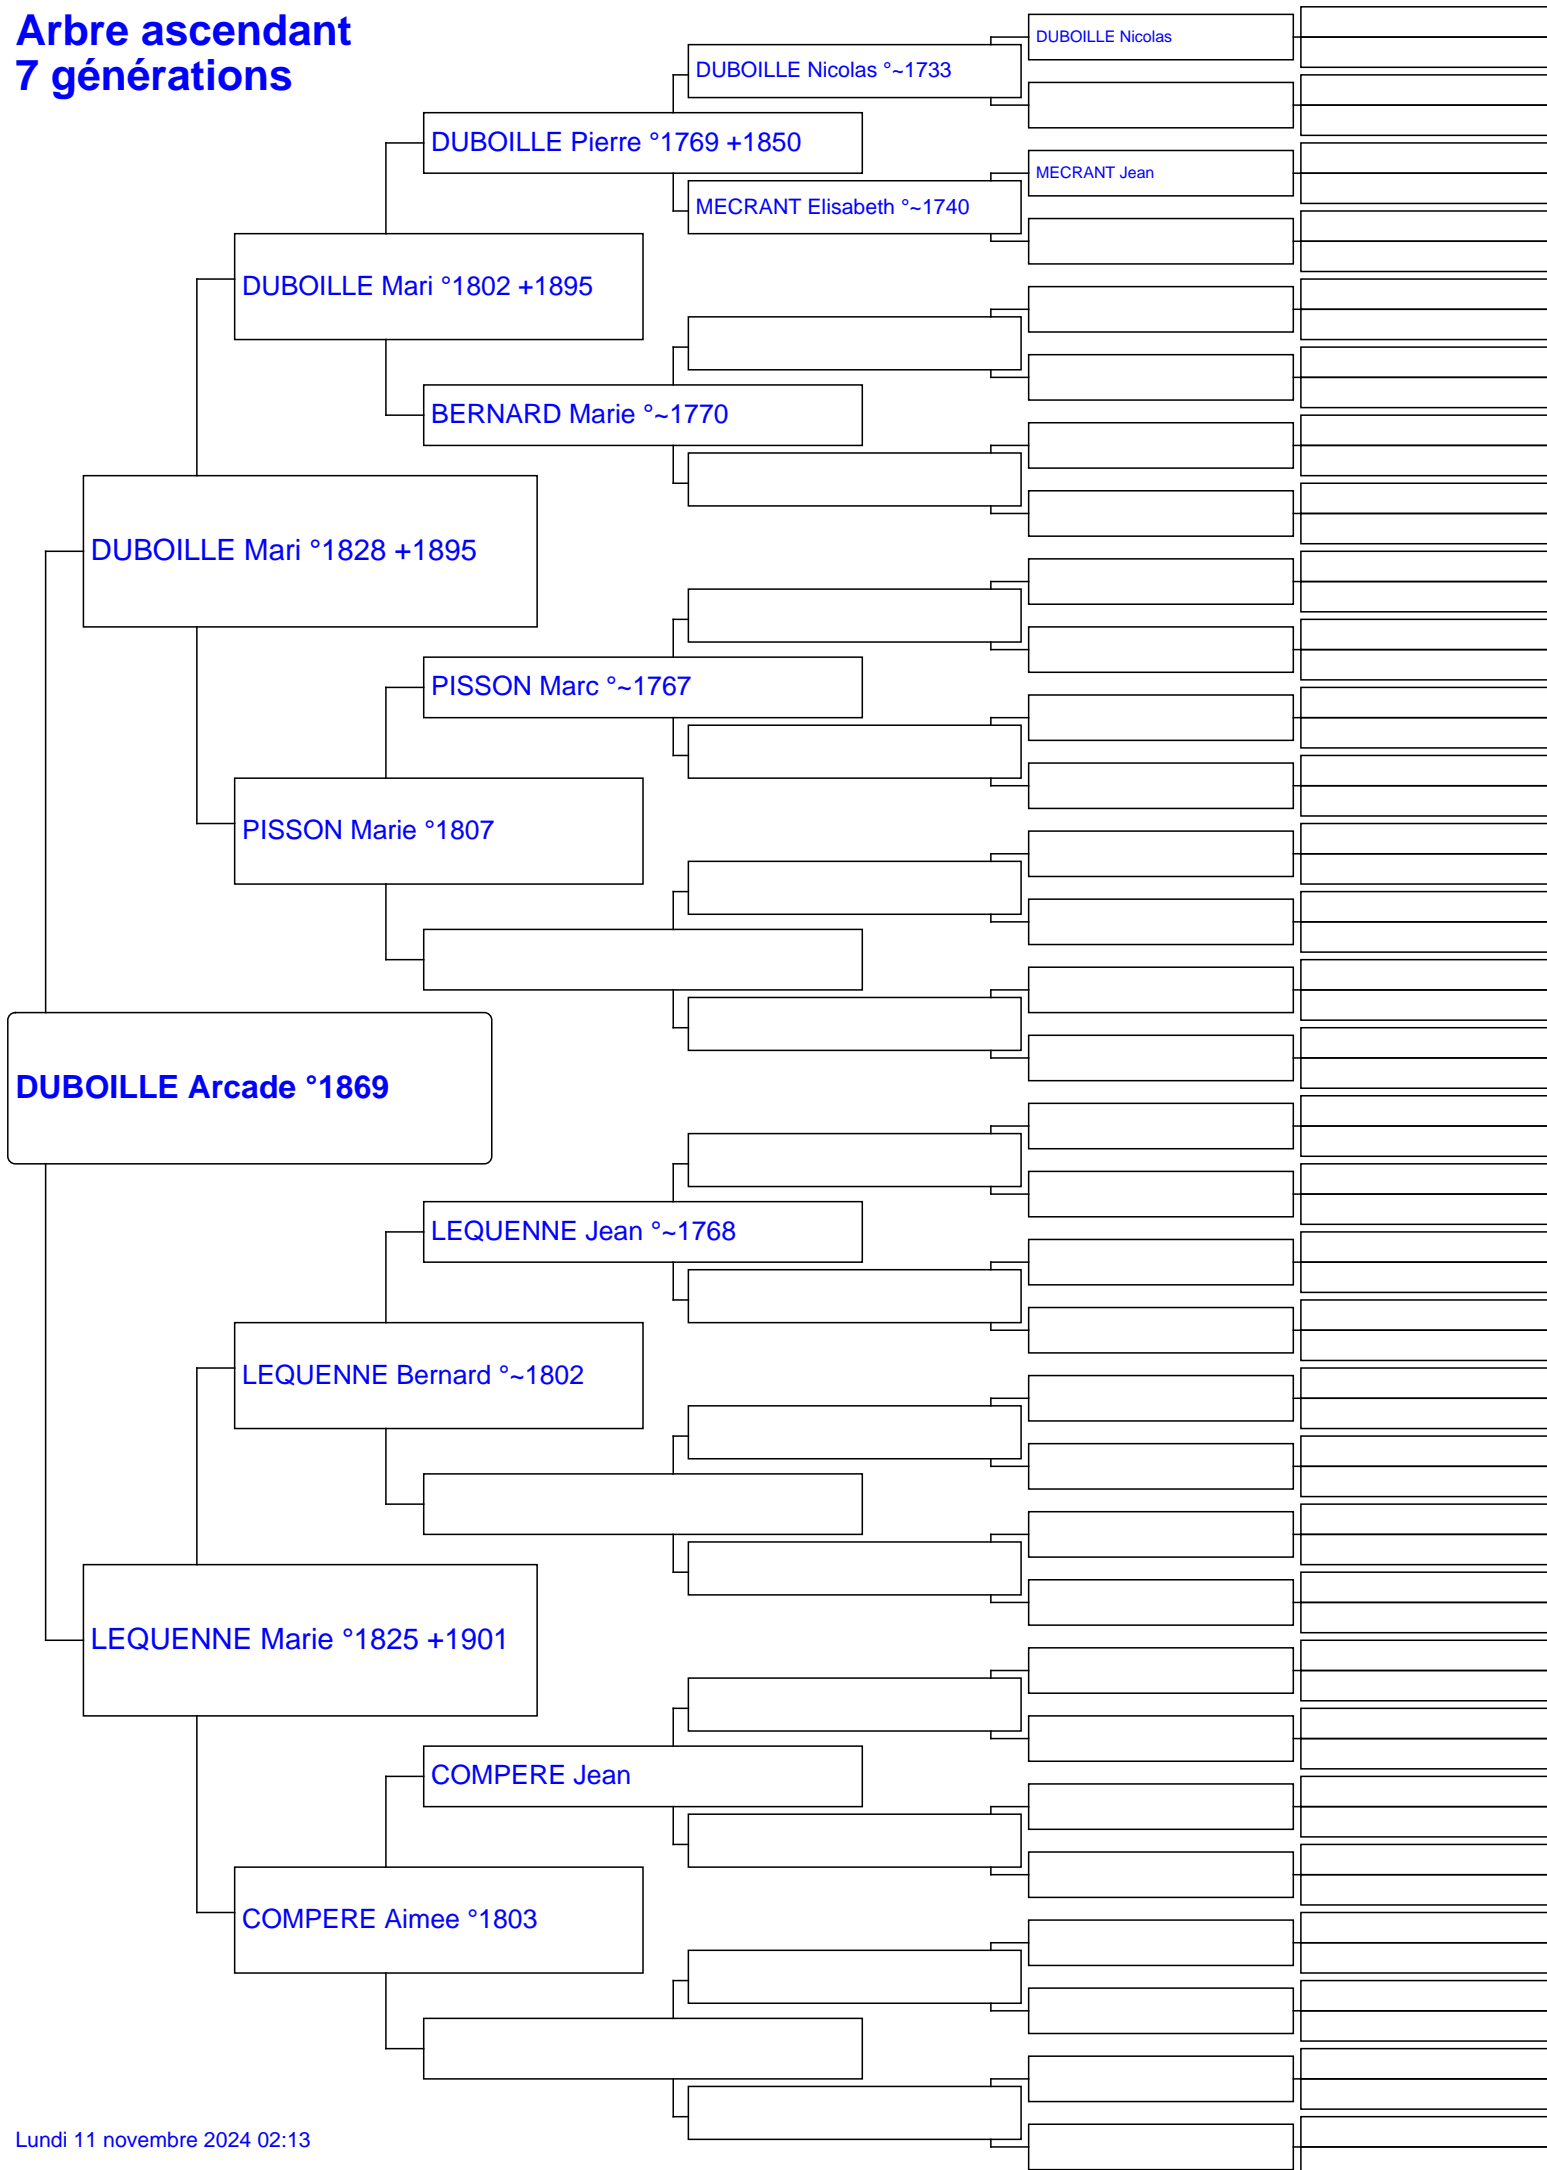 Arbre ascendant
7 générations
DUBOILLE Nicolas
DUBOILLE Nicolas °~1733
DUBOILLE Pierre °1769 +1850
MECRANT Jean
MECRANT Elisabeth °~1740
DUBOILLE Mari °1802 +1895
BERNARD Marie °~1770
DUBOILLE Mari °1828 +1895
PISSON Marc °~1767
PISSON Marie °1807
DUBOILLE Arcade °1869
LEQUENNE Jean °~1768
LEQUENNE Bernard °~1802
LEQUENNE Marie °1825 +1901
COMPERE Jean
COMPERE Aimee °1803
Lundi 11 novembre 2024 02:13